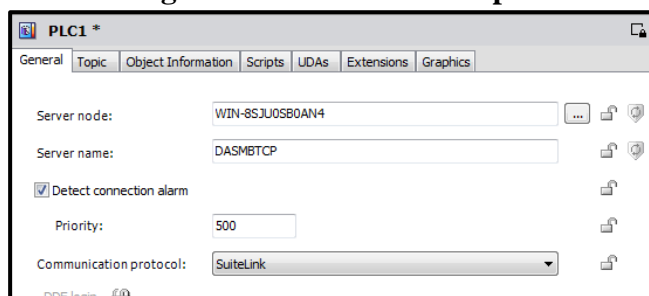 PLC1 *
General Topic Object Information Scripts UDAs Extensions Graphics
Server node: WIN-8SJU0SB0AN4 ...
Server name: DASMBTCP
Detect connection alarm
Priority: 500
Communication protocol: SuiteLink